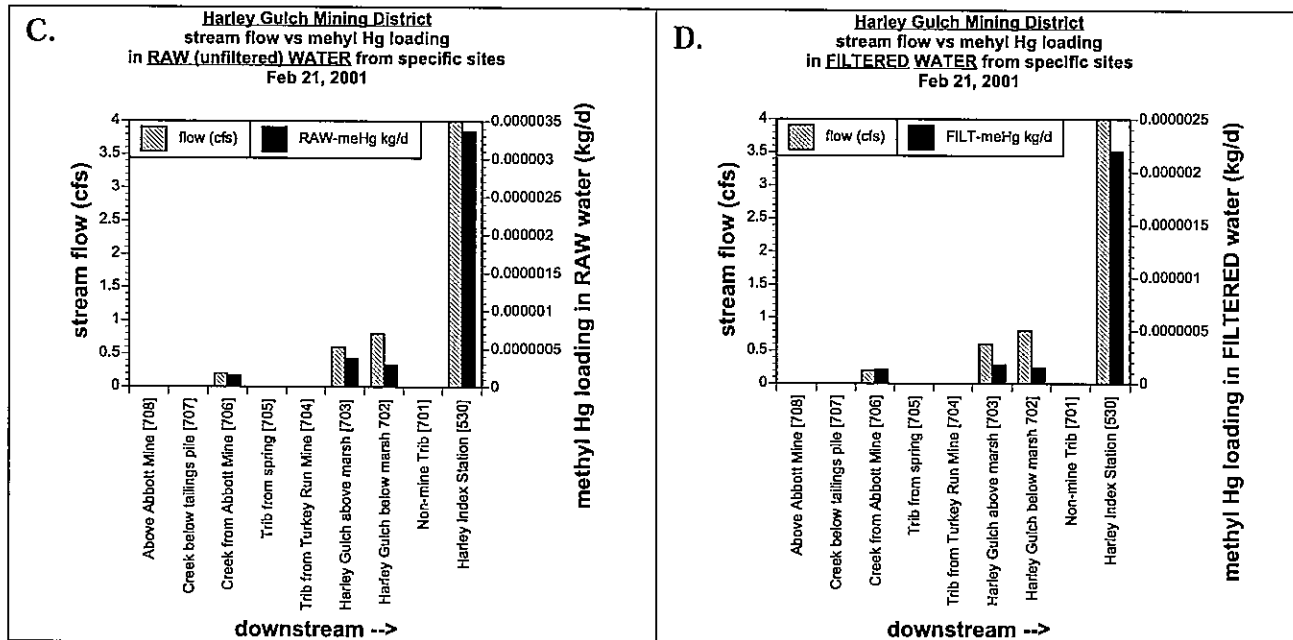 C.
Harley Gulch Mining District
stream flow vs mehyl Hg loading
in RAW (unfiltered) WATER from specific sites
Feb 21, 2001
flow (cfs)
RAW-meHg kg/d
stream flow (cfs)
4
3.5
3
2.5
2
1.5
1
0.5
0
0.0000035
0.000003
0.0000025
0.000002
0.0000015
0.000001
0.0000005
0
methyl Hg loading in RAW water (kg/d)
Above Abbott Mine [708]
Creek below tailings pile [707]
Creek from Abbott Mine [706]
Trib from spring [705]
Trib from Turkey Run Mine [704]
Harley Gulch above marsh [703]
Harley Gulch below marsh 702]
Non-mine Trib [701]
Harley Index Station [530]
downstream -->
D.
Harley Gulch Mining District
stream flow vs mehyl Hg loading
in FILTERED WATER from specific sites
Feb 21, 2001
flow (cfs)
FILT-meHg kg/d
stream flow (cfs)
4
3.5
3
2.5
2
1.5
1
0.5
0
0.0000025
0.000002
0.0000015
0.000001
0.0000005
0
methyl Hg loading in FILTERED water (kg/d)
Above Abbott Mine [708]
Creek below tailings pile [707]
Creek from Abbott Mine [706]
Trib from spring [705]
Trib from Turkey Run Mine [704]
Harley Gulch above marsh [703]
Harley Gulch below marsh 702]
Non-mine Trib [701]
Harley Index Station [530]
downstream -->